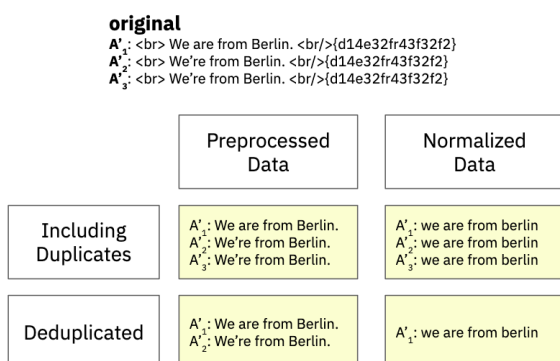 original
A'1: <br> We are from Berlin. <br/>{d14e32fr43f32f2}
A'2: <br> We're from Berlin. <br/>{d14e32fr43f32f2}
A'3: <br> We're from Berlin. <br/>{d14e32fr43f32f2}
Preprocessed
Data
Normalized
Data
Including
Duplicates
A'1: We are from Berlin.
A'2: We're from Berlin.
A'3: We're from Berlin.
A'1: we are from berlin
A'2: we are from berlin
A'3: we are from berlin
Deduplicated
A'1: We are from Berlin.
A'2: We're from Berlin.
A'1: we are from berlin